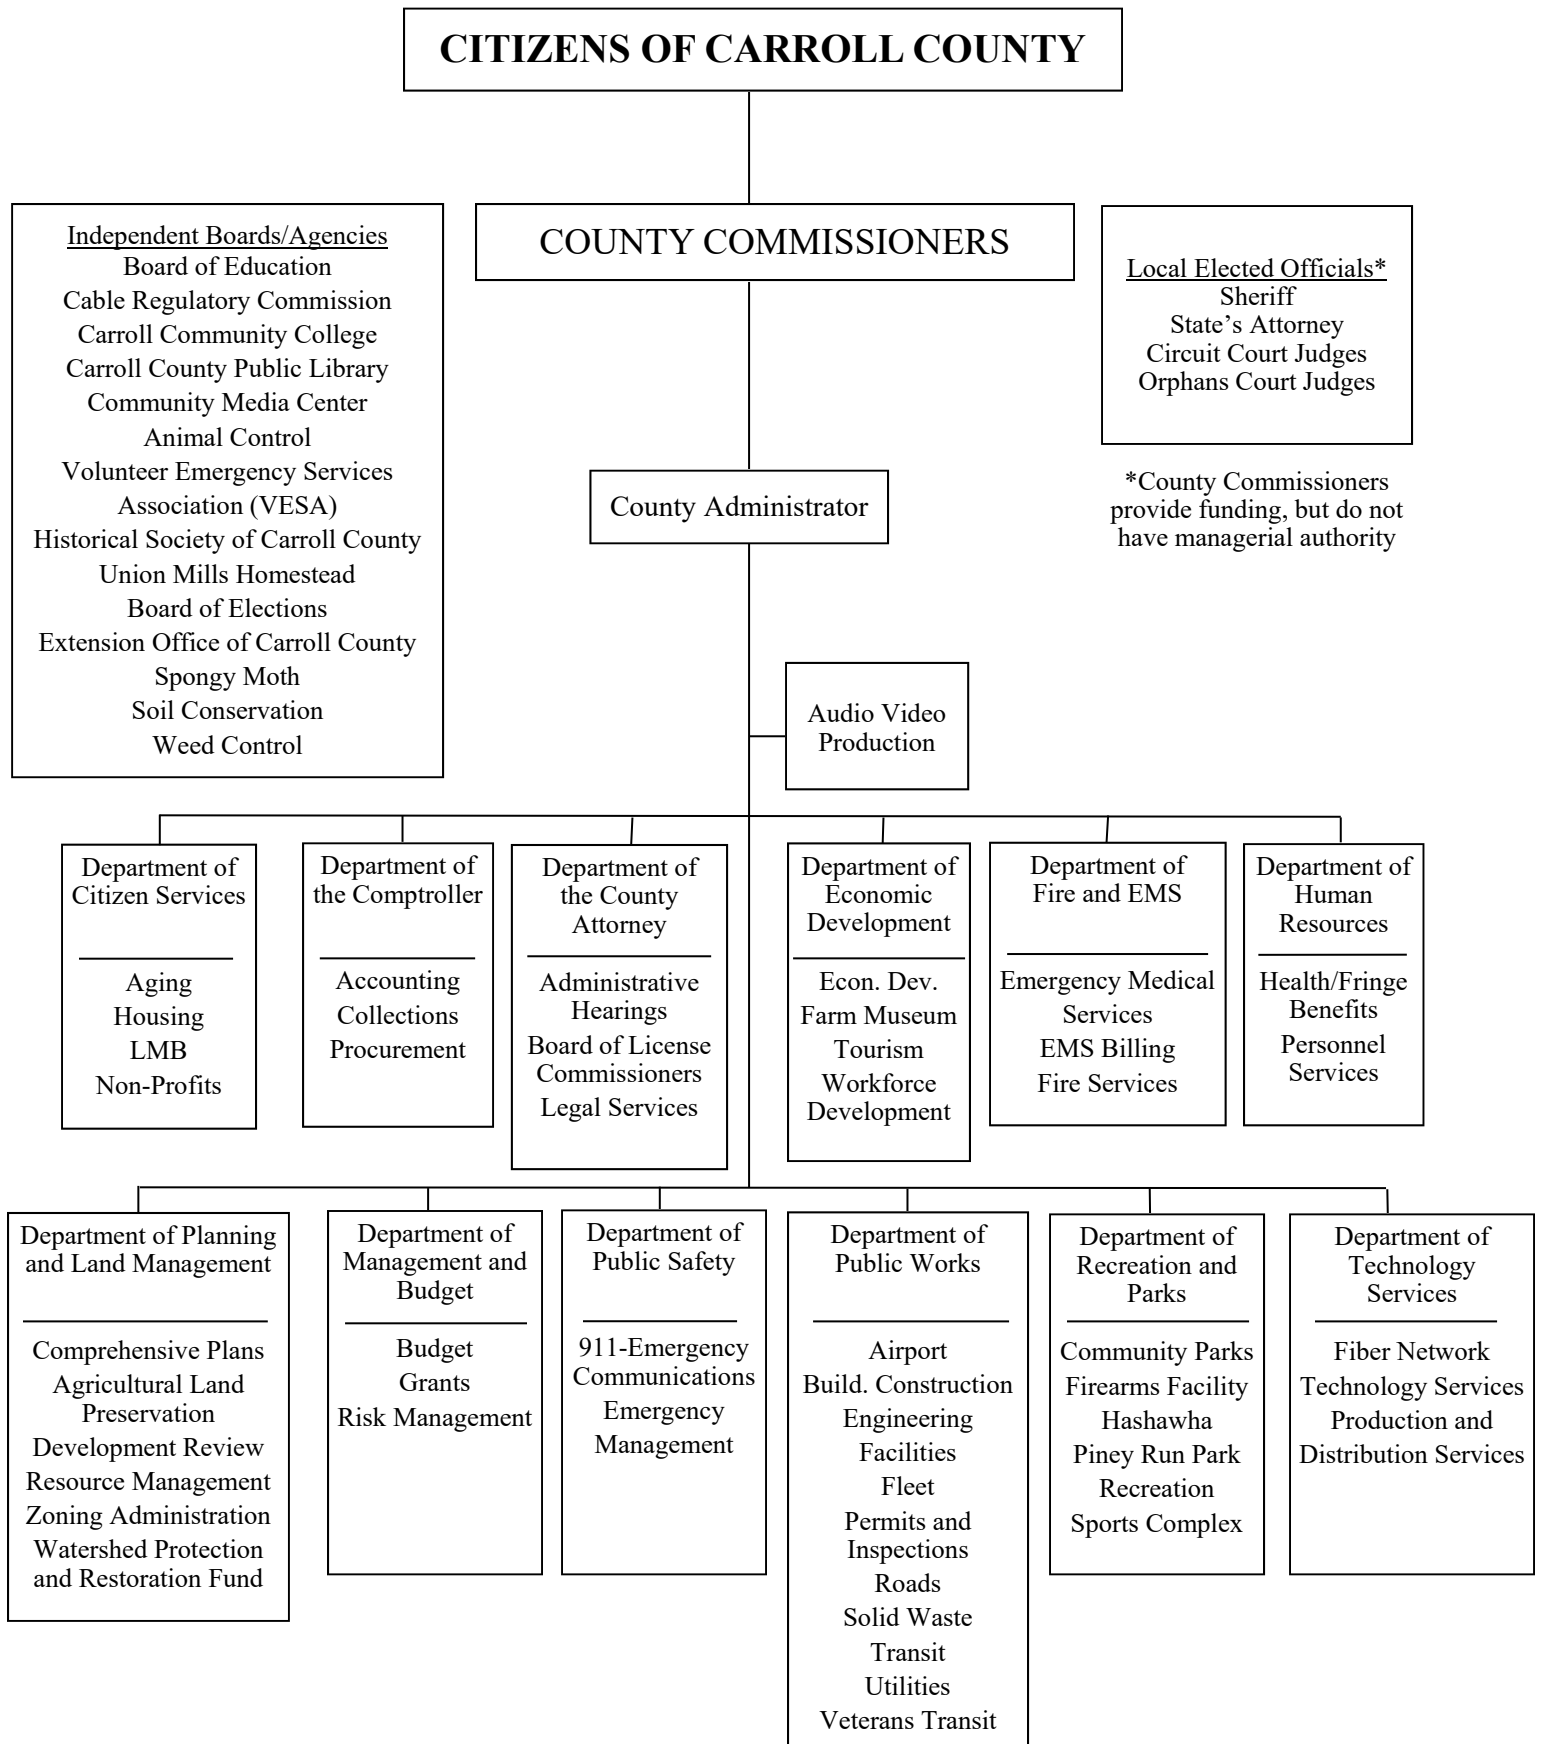 CITIZENS OF CARROLL COUNTY
Independent Boards/Agencies
Board of Education
Cable Regulatory Commission
Carroll Community College
Carroll County Public Library
Community Media Center
Animal Control
Volunteer Emergency Services
Association (VESA)
Historical Society of Carroll County
Union Mills Homestead
Board of Elections
Extension Office of Carroll County
Spongy Moth
Soil Conservation
Weed Control
COUNTY COMMISSIONERS
Local Elected Officials*
Sheriff
State’s Attorney
Circuit Court Judges
Orphans Court Judges
*County Commissioners
provide funding, but do not
have managerial authority
County Administrator
Audio Video
Production
Department of
Citizen Services
Aging
Housing
LMB
Non-Profits
Department of
the Comptroller
Accounting
Collections
Procurement
Department of
the County
Attorney
Administrative
Hearings
Board of License
Commissioners
Legal Services
Department of
Economic
Development
Econ. Dev.
Farm Museum
Tourism
Workforce
Development
Department of
Fire and EMS
Emergency Medical
Services
EMS Billing
Fire Services
Department of
Human
Resources
Health/Fringe
Benefits
Personnel
Services
Department of Planning
and Land Management
Comprehensive Plans
Agricultural Land
Preservation
Development Review
Resource Management
Zoning Administration
Watershed Protection
and Restoration Fund
Department of
Management and
Budget
Budget
Grants
Risk Management
Department of
Public Safety
911-Emergency
Communications
Emergency
Management
Department of
Public Works
Airport
Build. Construction
Engineering
Facilities
Fleet
Permits and
Inspections
Roads
Solid Waste
Transit
Utilities
Veterans Transit
Department of
Recreation and
Parks
Community Parks
Firearms Facility
Hashawha
Piney Run Park
Recreation
Sports Complex
Department of
Technology
Services
Fiber Network
Technology Services
Production and
Distribution Services